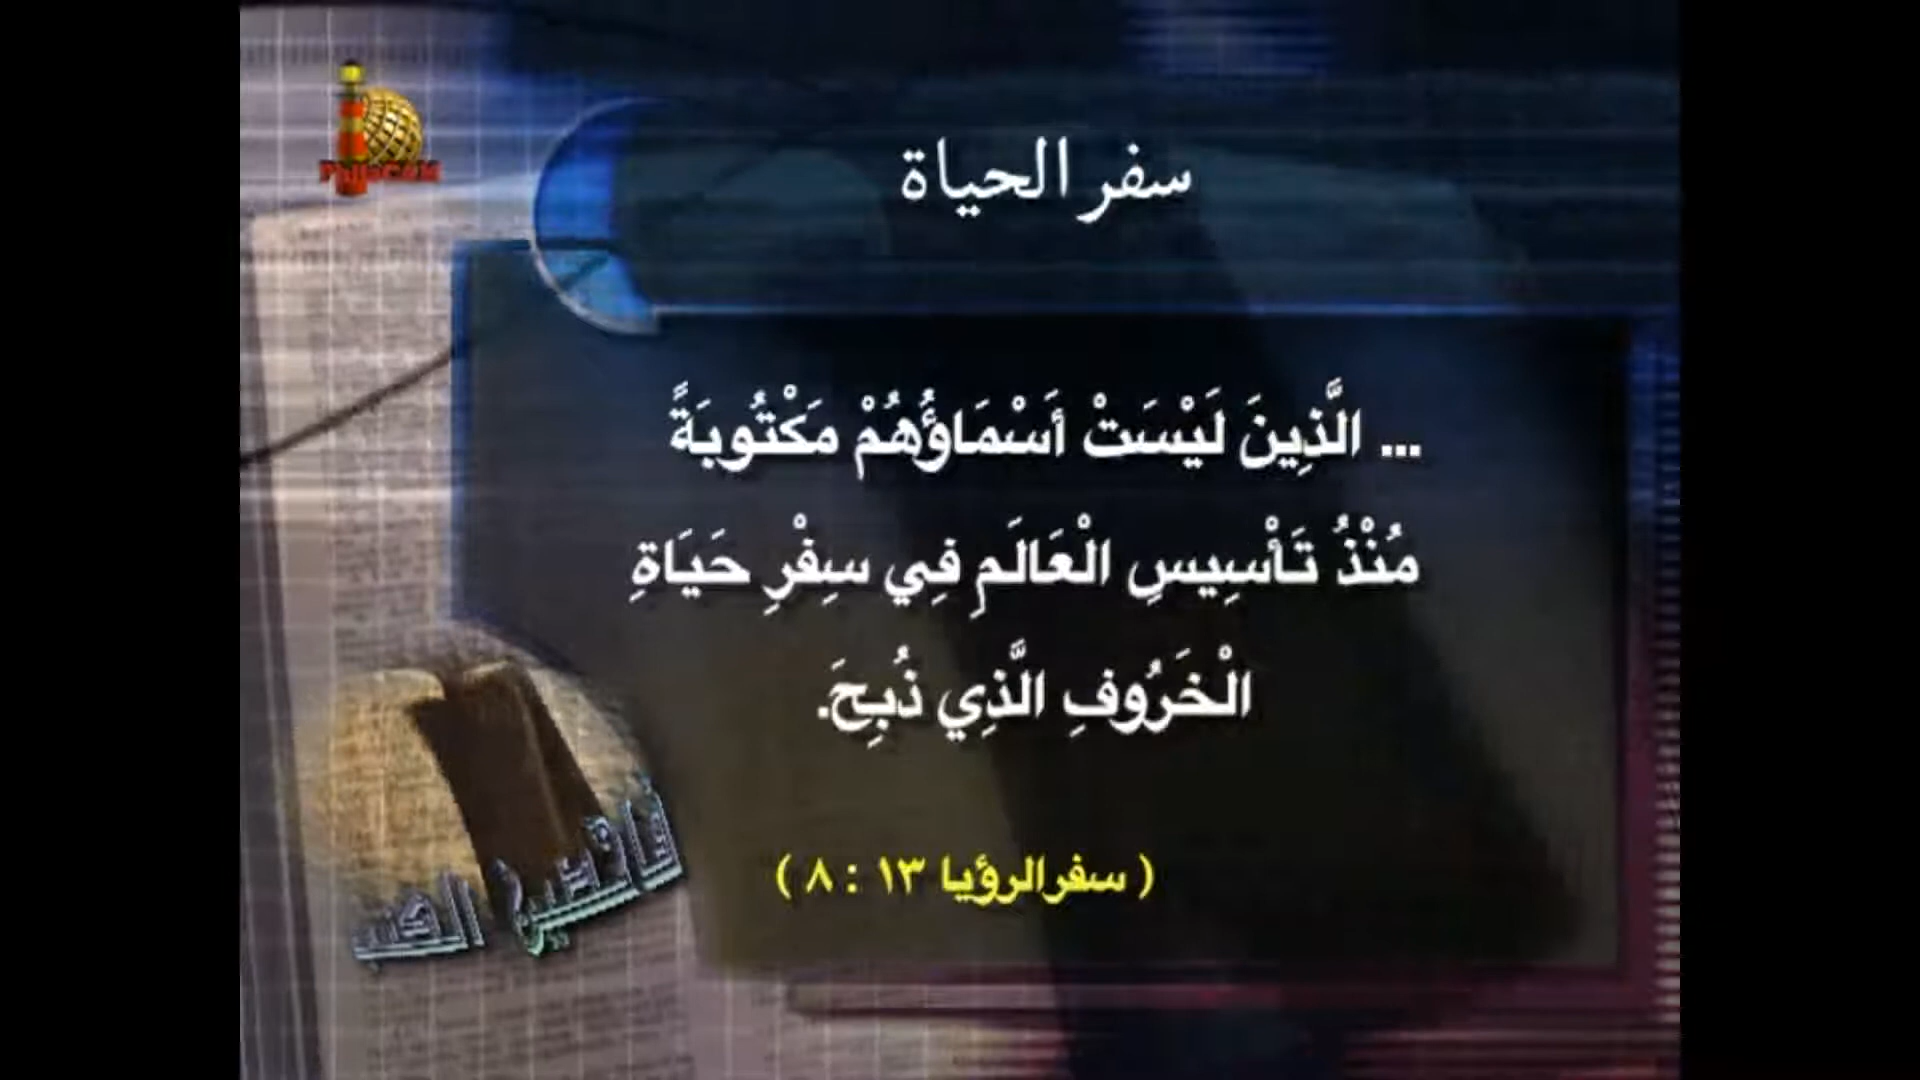 سفر الحياة
... الَّذِينَ لَيْسَتْ أَسْمَاؤُهُمْ مَكْتُوبَةً
مُنْذُ تَأْسِيسِ الْعَالَمِ فِي سِفْرِ حَيَاةِ
الْخَرُوفِ الَّذِي ذُبِحَ.
( سفر الرؤيا ١٣ : ٨ )